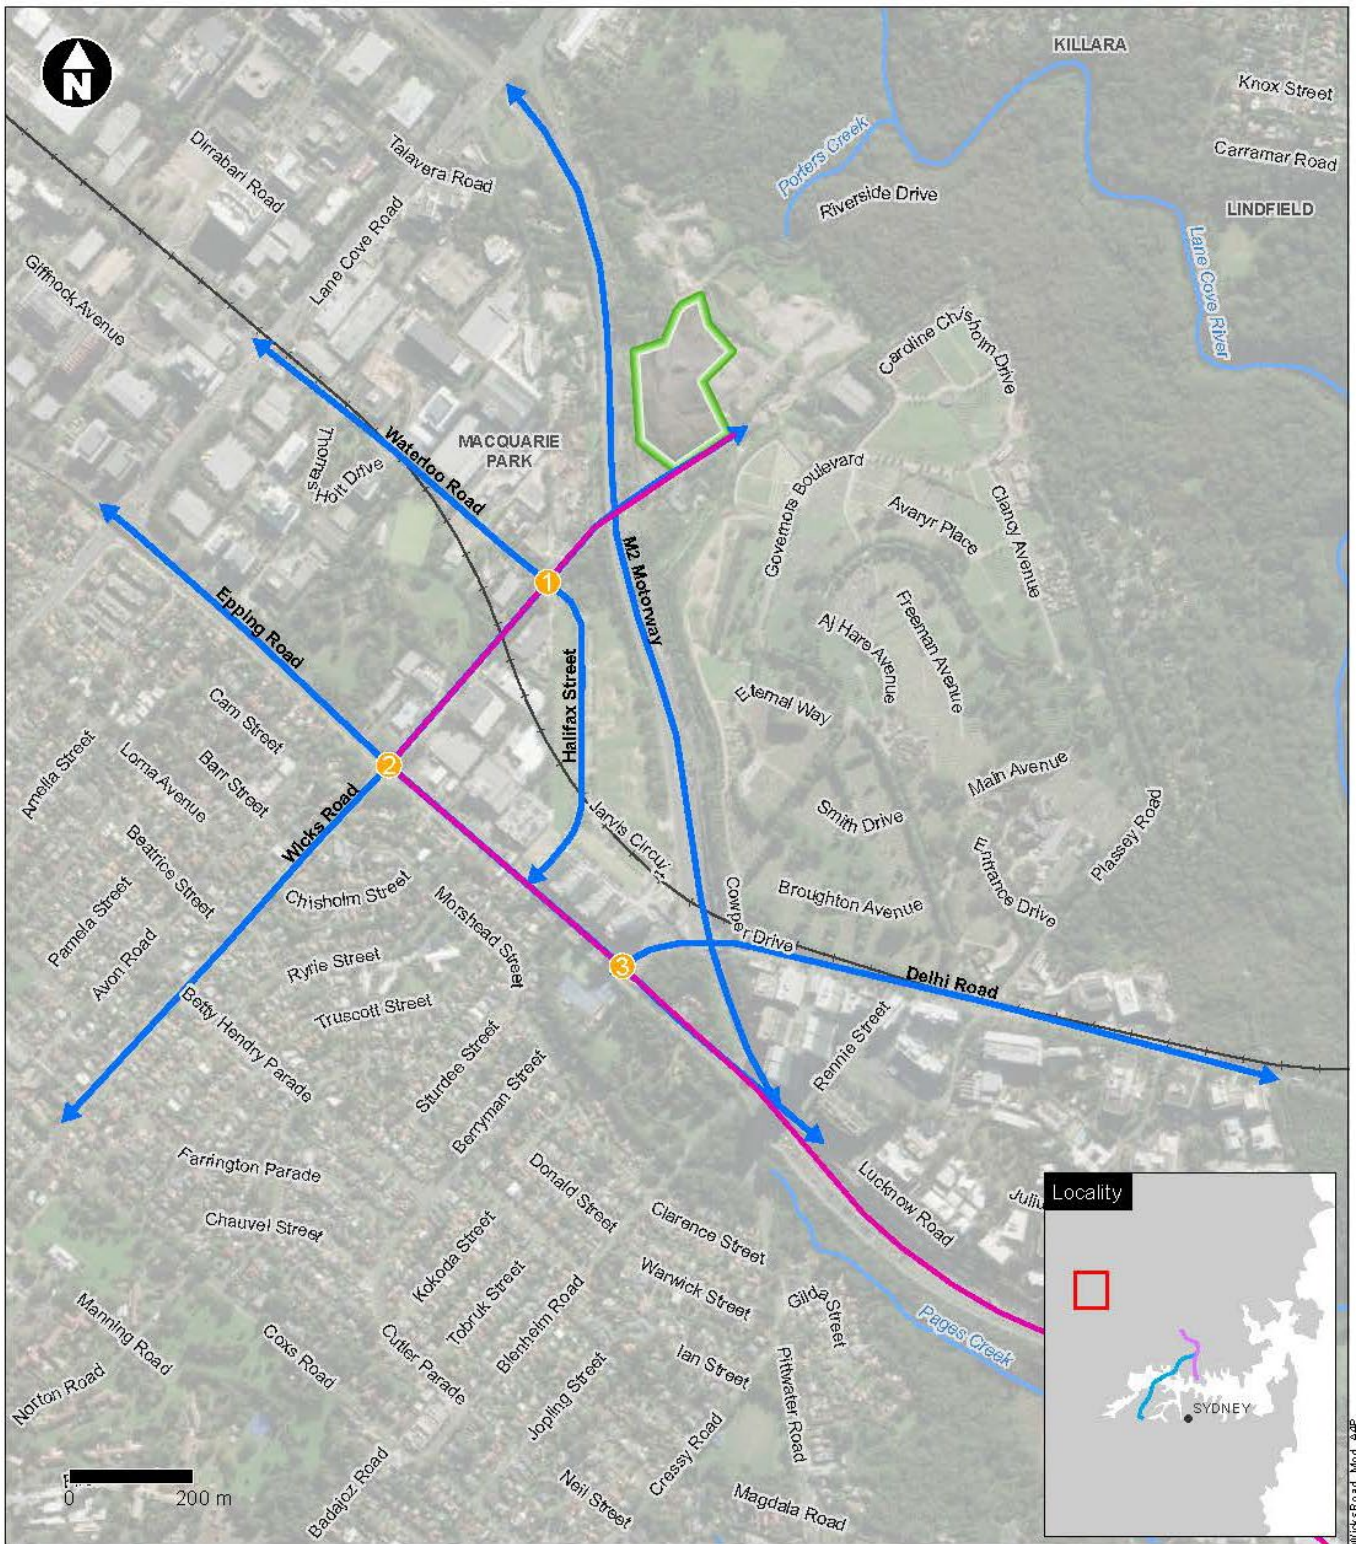 N
KILLARA
Knox Street
Porters Creek
Carramar Road
Dirrabari Road
Talavera Road
Riverside Drive
LINDFIELD
Lane Cove Road
Lane Cove River
Giffnock Avenue
Caroline Chisholm Drive
MACQUARIE
PARK
Waterloo Road
Thomas
Holt Drive
Governors Boulevard
Clancy Avenue
Avaryr Place
M2 Motorway
1
Epping Road
Freeman Avenue
Aj Hare Avenue
Halifax Street
Eternal Way
Cam Street
Amelia Street
Lorna Avenue
Barr Street
2
Main Avenue
Wicks Road
Smith Drive
Jarvis Circuit
Plassey Road
Beatrice Street
Entrance Drive
Chisholm Street
Morshead Street
Cowper Drive
Broughton Avenue
Pamela Street
Avon Road
Ryrie Street
3
Delhi Road
Truscott Street
Betty Hendry Parade
Sturdee Street
Rennie Street
Berryman Street
Farrington Parade
Donald Street
Lucknow Road
Locality
Chauvel Street
Clarence Street
Kokoda Street
Warwick Street
Tobruk Street
Gilda Street
Manning Road
Coxs Road
Cutler Parade
Blenheim Road
Pages Creek
Ian Street
Norton Road
Jopling Street
Pittwater Road
SYDNEY
Cressy Road
0
200 m
Badajoz Road
Neil Street
Magdala Road